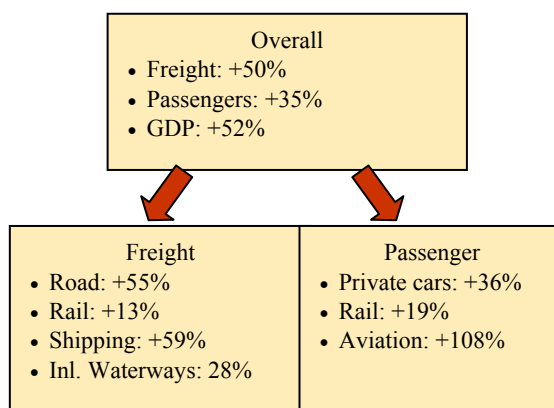 Overall
• Freight: +50%
• Passengers: +35%
• GDP: +52%
Freight
• Road: +55%
• Rail: +13%
• Shipping: +59%
• Inl. Waterways: 28%
Passenger
• Private cars: +36%
• Rail: +19%
• Aviation: +108%